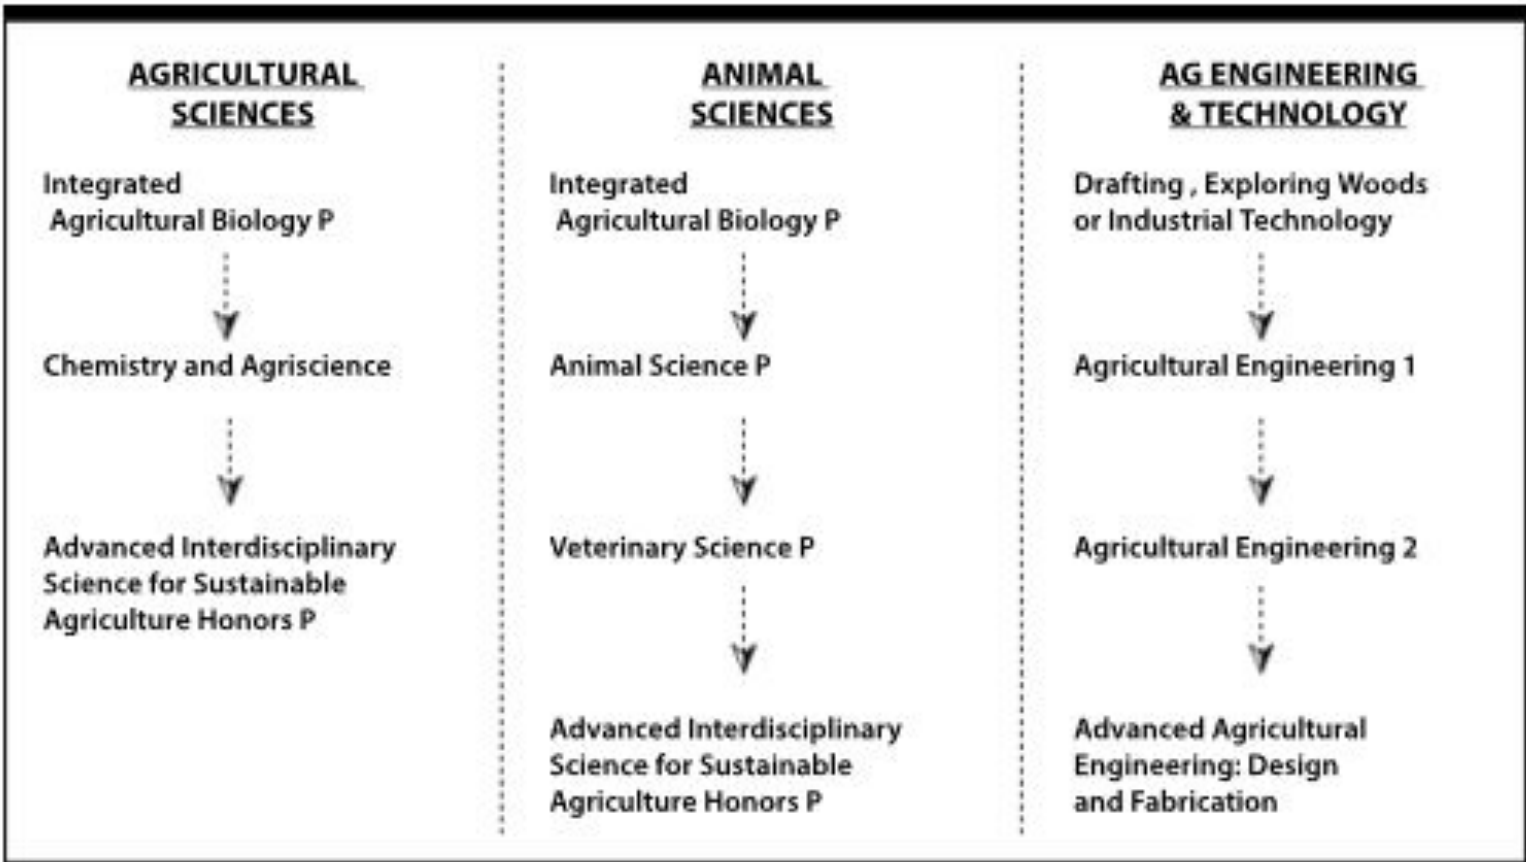 AGRICULTURAL
SCIENCES
Integrated
Agricultural Biology P
Chemistry and Agriscience
Advanced Interdisciplinary
Science for Sustainable
Agriculture Honors P
ANIMAL
SCIENCES
Integrated
Agricultural Biology P
Animal Science P
Veterinary Science P
Advanced Interdisciplinary
Science for Sustainable
Agriculture Honors P
AG ENGINEERING
& TECHNOLOGY
Drafting , Exploring Woods
or Industrial Technology
Agricultural Engineering 1
Agricultural Engineering 2
Advanced Agricultural
Engineering: Design
and Fabrication